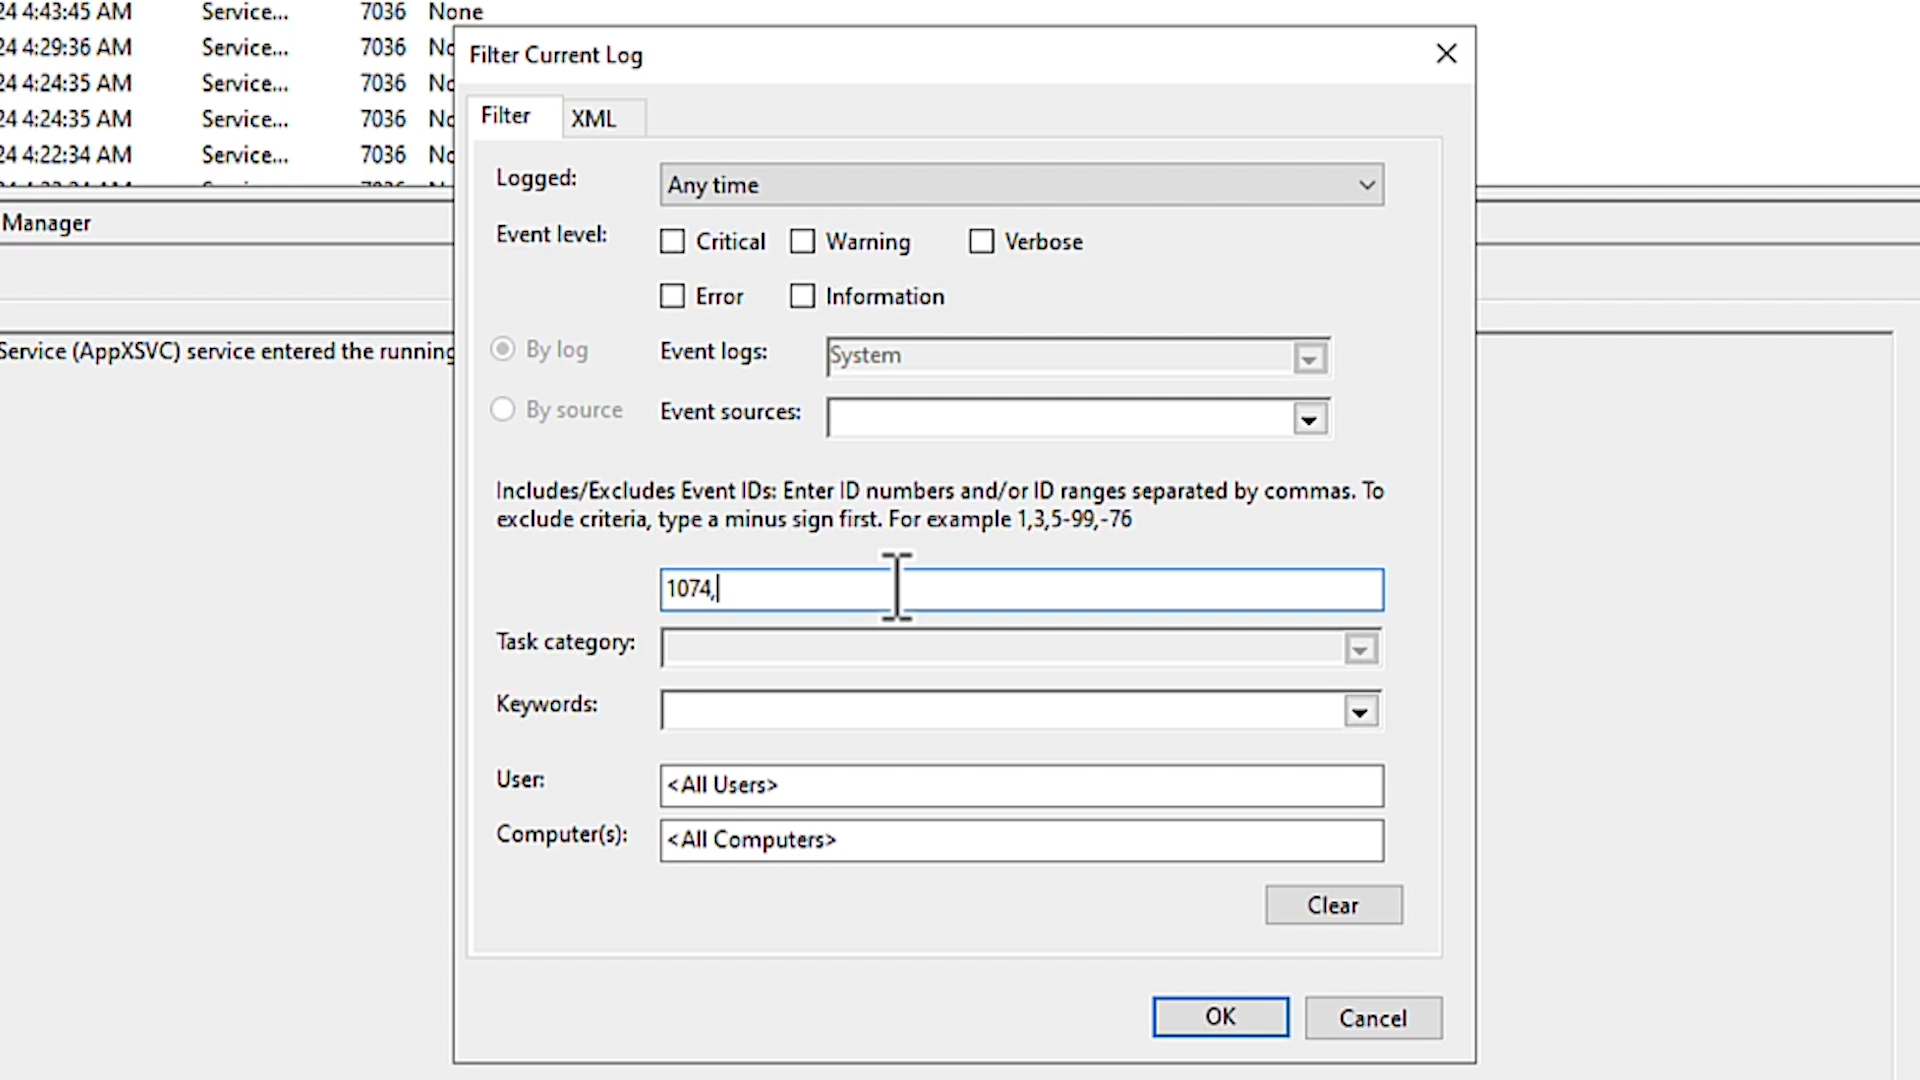 24 4:43:45 AM Service... 7036 None
24 4:29:36 AM Service... 7036 No
24 4:24:35 AM Service... 7036 No
24 4:24:35 AM Service... 7036 No
24 4:22:34 AM Service... 7036 No
Manager
Service (AppXSVC) service entered the running
Filter Current Log
Filter XML
Logged: Any time
Event level: Critical Warning Verbose
Error Information
By log Event logs: System
By source Event sources:
Includes/Excludes Event IDs: Enter ID numbers and/or ID ranges separated by commas. To
exclude criteria, type a minus sign first. For example 1,3,5-99,-76
1074,
Task category:
Keywords:
User: <All Users>
Computer(s): <All Computers>
Clear
OK Cancel